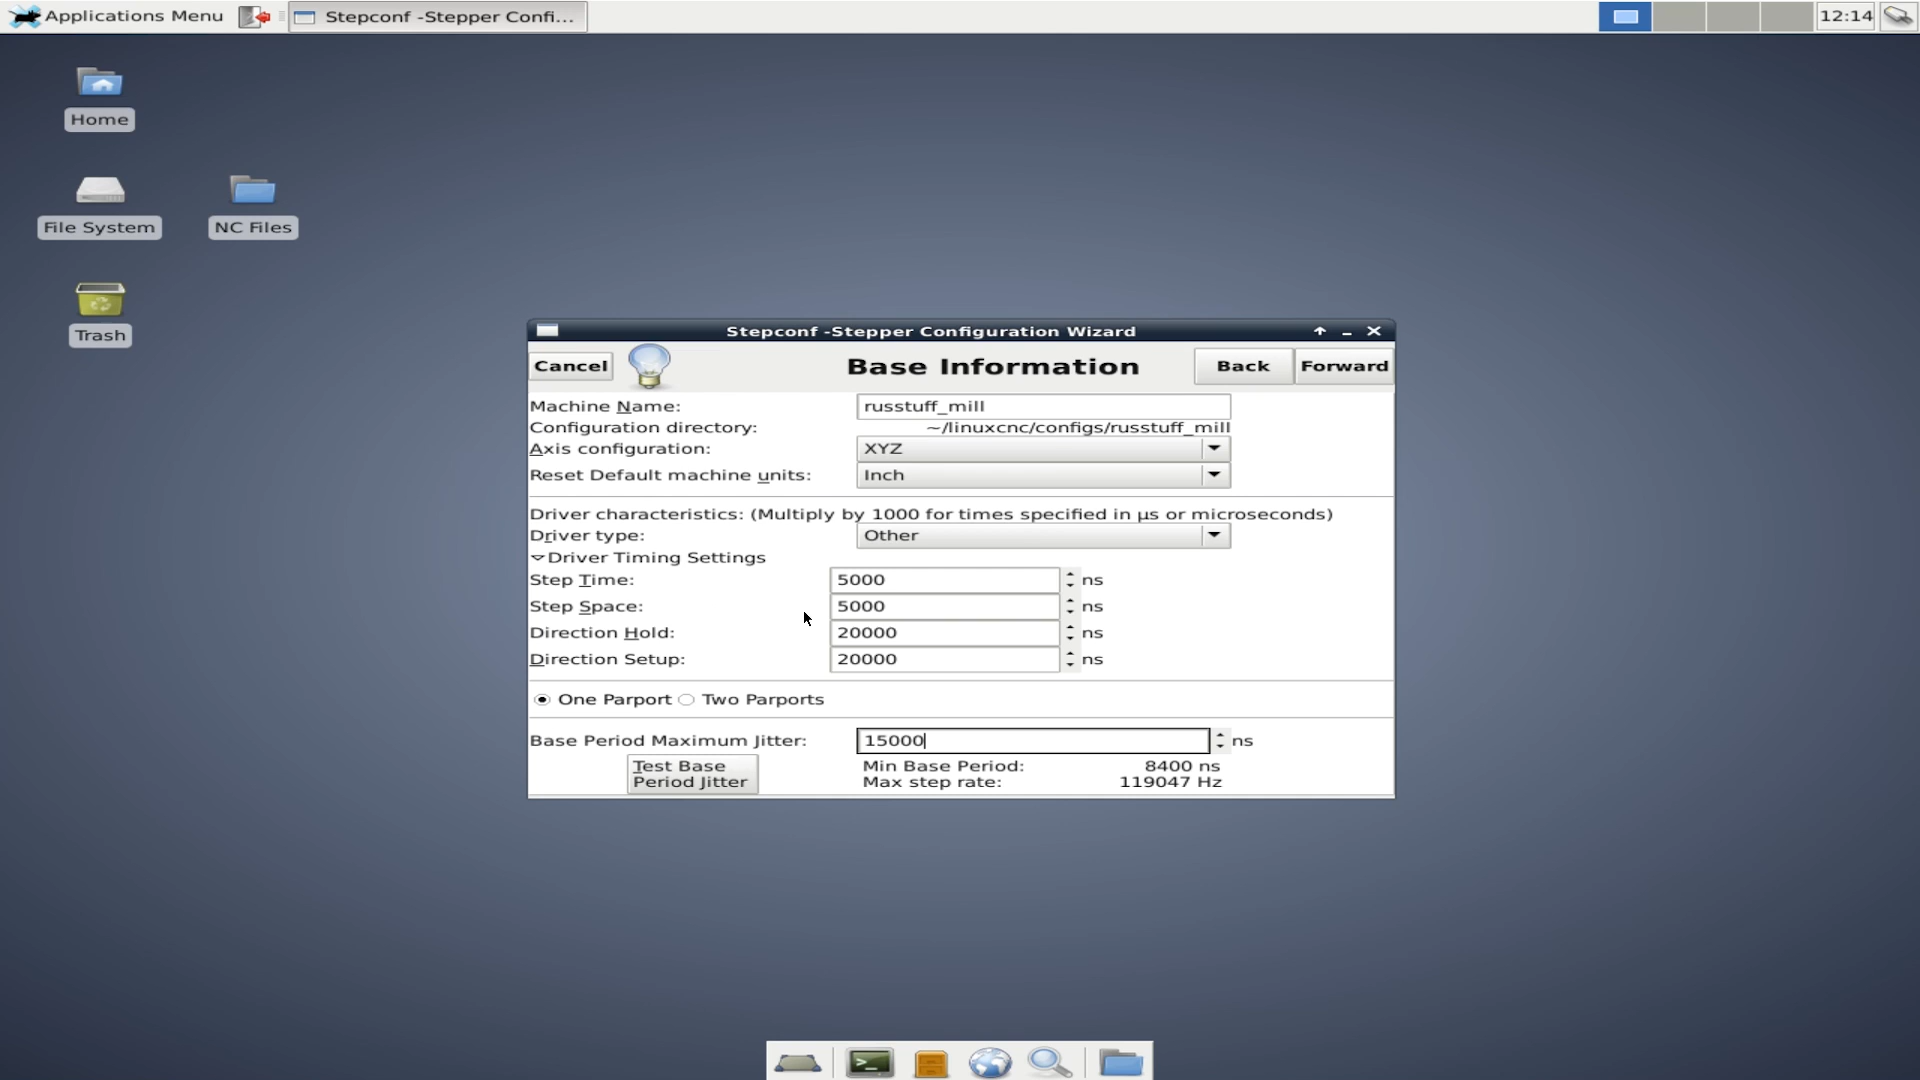 Applications Menu
Stepconf -Stepper Confi...
12:14
Home
File System
NC Files
Trash
Stepconf -Stepper Configuration Wizard
Cancel
Base Information
Back
Forward
Machine Name:
russtuff_mill
Configuration directory:
~/linuxcnc/configs/russtuff_mill
Axis configuration:
XYZ
Reset Default machine units:
Inch
Driver characteristics: (Multiply by 1000 for times specified in µs or microseconds)
Driver type:
Other
Driver Timing Settings
Step Time:
5000
ns
Step Space:
5000
ns
Direction Hold:
20000
ns
Direction Setup:
20000
ns
One Parport
Two Parports
Base Period Maximum Jitter:
15000
ns
Test Base
Period Jitter
Min Base Period:
8400 ns
Max step rate:
119047 Hz